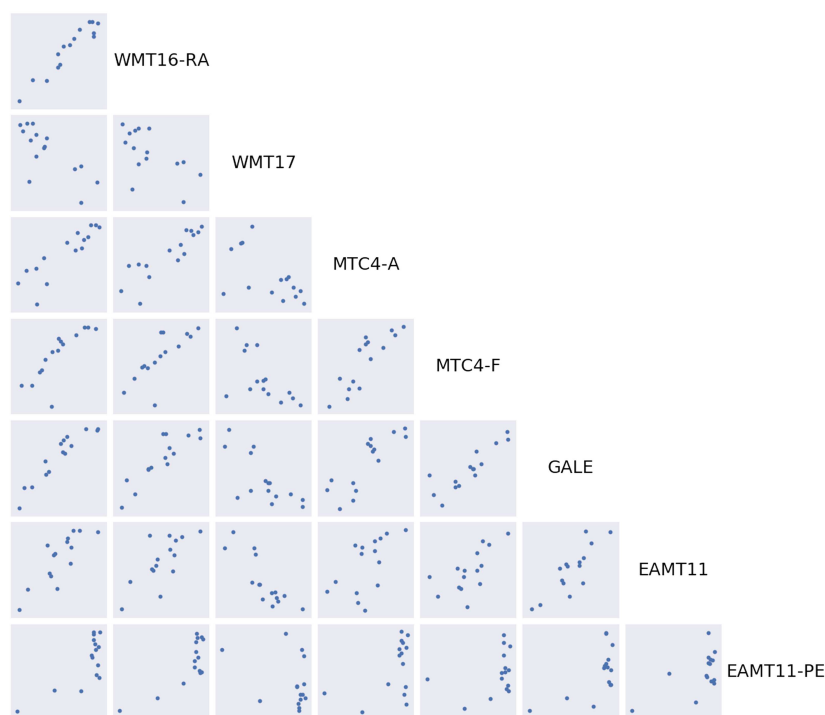 WMT16-RA
WMT17
MTC4-A
MTC4-F
GALE
EAMT11
EAMT11-PE